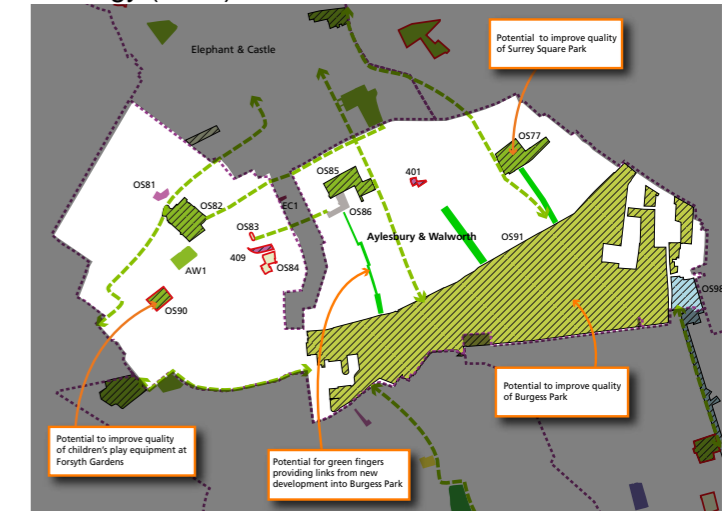 Elephant & Castle
Potential to improve quality
of Surrey Square Park
OS77
OS85
401
OS81
OS82
EC1
OS86
OS83
Aylesbury & Walworth
OS91
409
OS84
AW1
OS98
OS90
Potential to improve quality
of Burgess Park
Potential to improve quality
of children's play equipment at
Forsyth Gardens
Potential for green fingers
providing links from new
development into Burgess Park